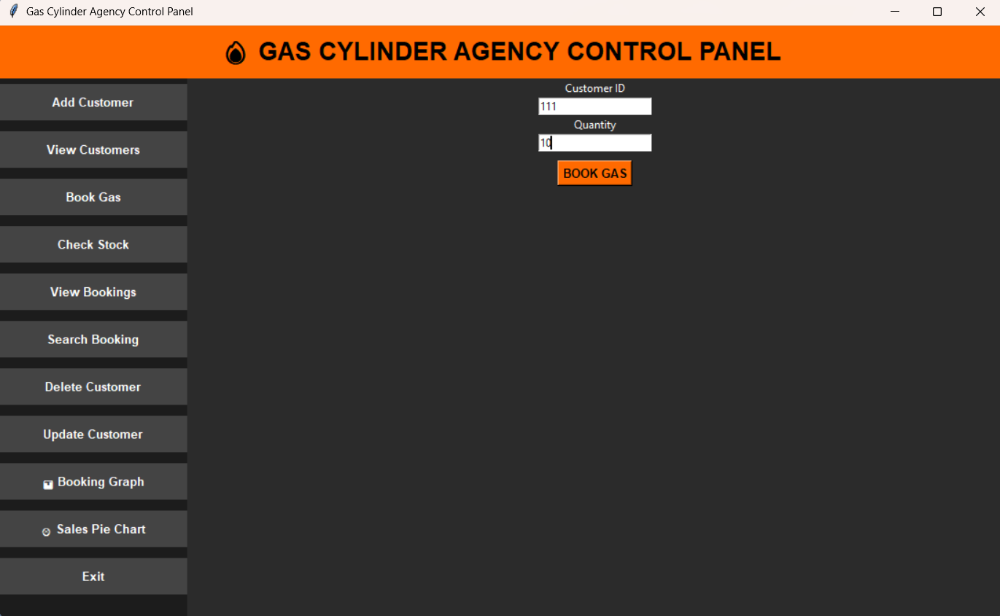 Gas Cylinder Agency Control Panel
GAS CYLINDER AGENCY CONTROL PANEL
Add Customer
View Customers
Book Gas
Check Stock
View Bookings
Search Booking
Delete Customer
Update Customer
Booking Graph
Sales Pie Chart
Exit
Customer ID
111
Quantity
10
BOOK GAS